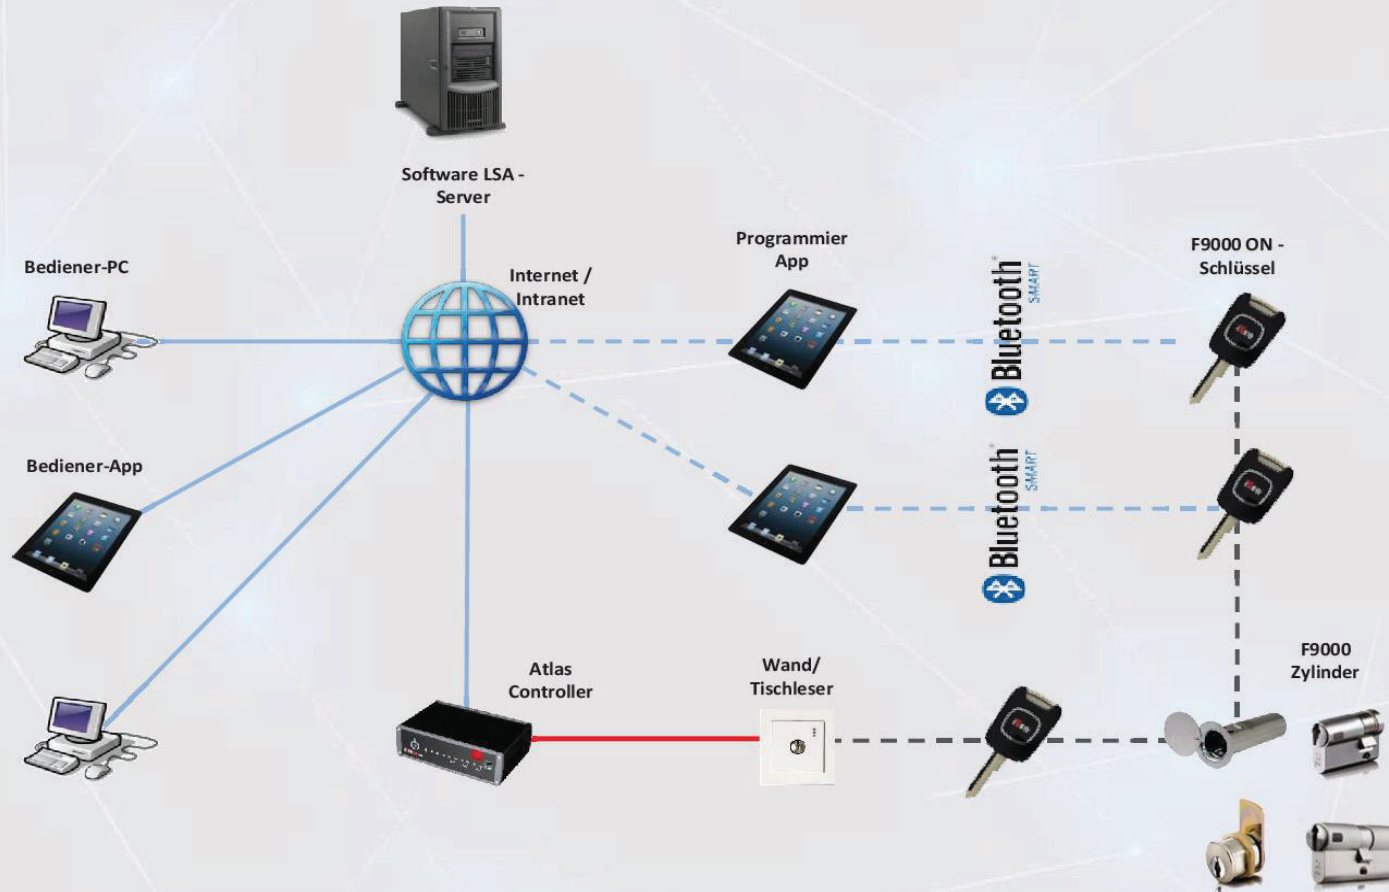 Software LSA -
Server
Bediener-PC
Internet /
Intranet
Programmier
App
Bluetooth®
SMART
F9000 ON -
Schlüssel
Bediener-App
Bluetooth®
SMART
Atlas
Controller
Wand/
Tischleser
F9000
Zylinder